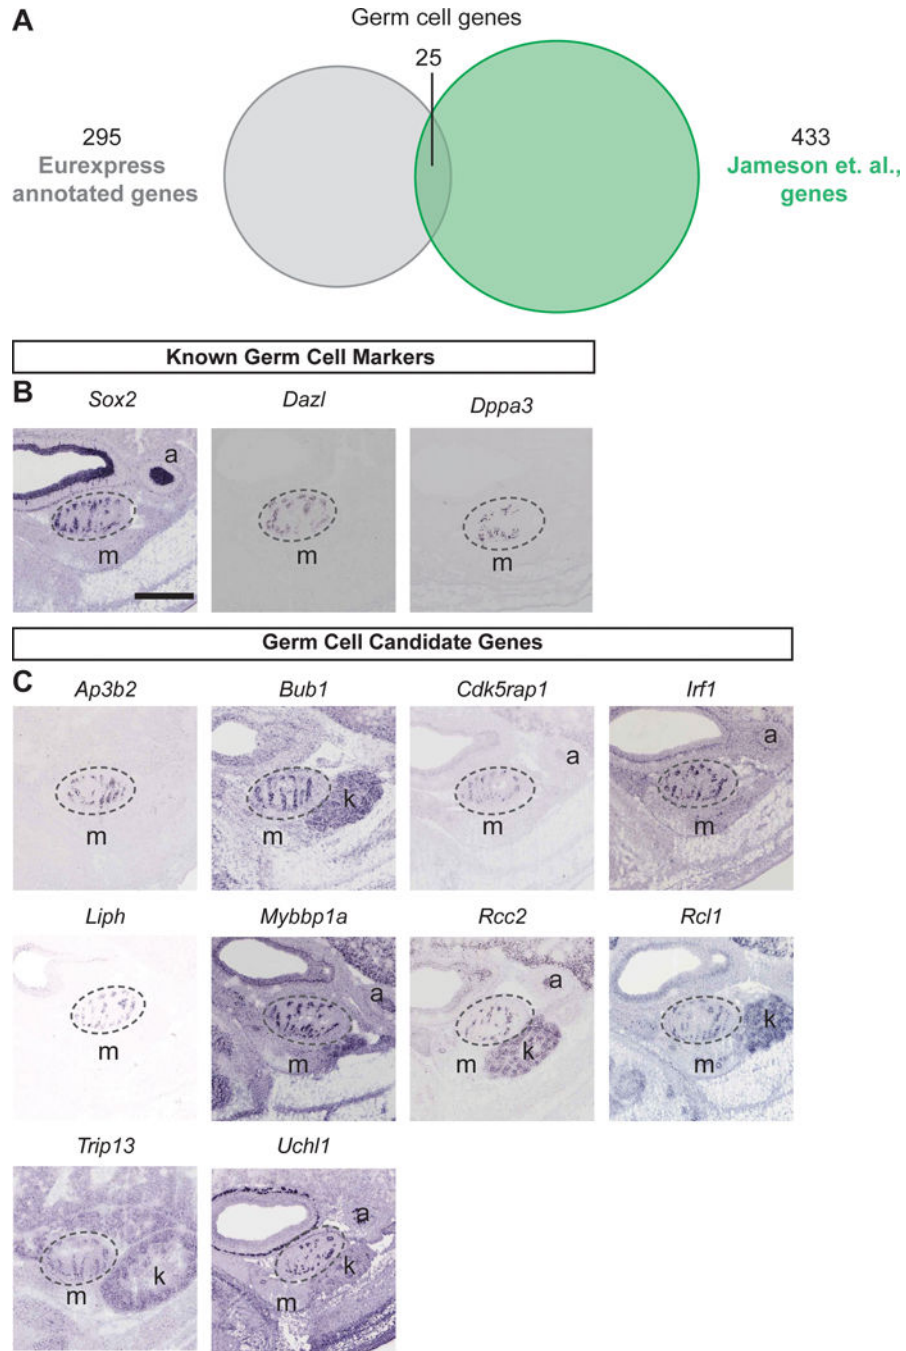 A
Germ cell genes
25
295
Eurexpress
annotated genes
433
Jameson et. al.,
genes
Known Germ Cell Markers
B
Sox2
Dazl
Dppa3
a
m
m
m
Germ Cell Candidate Genes
C
Ap3b2
Bub1
Cdk5rap1
Irf1
m
k
m
a
m
a
m
Liph
Mybbp1a
Rcc2
Rcl1
m
a
m
a
k
m
k
m
Trip13
Uchl1
k
m
a
k
m